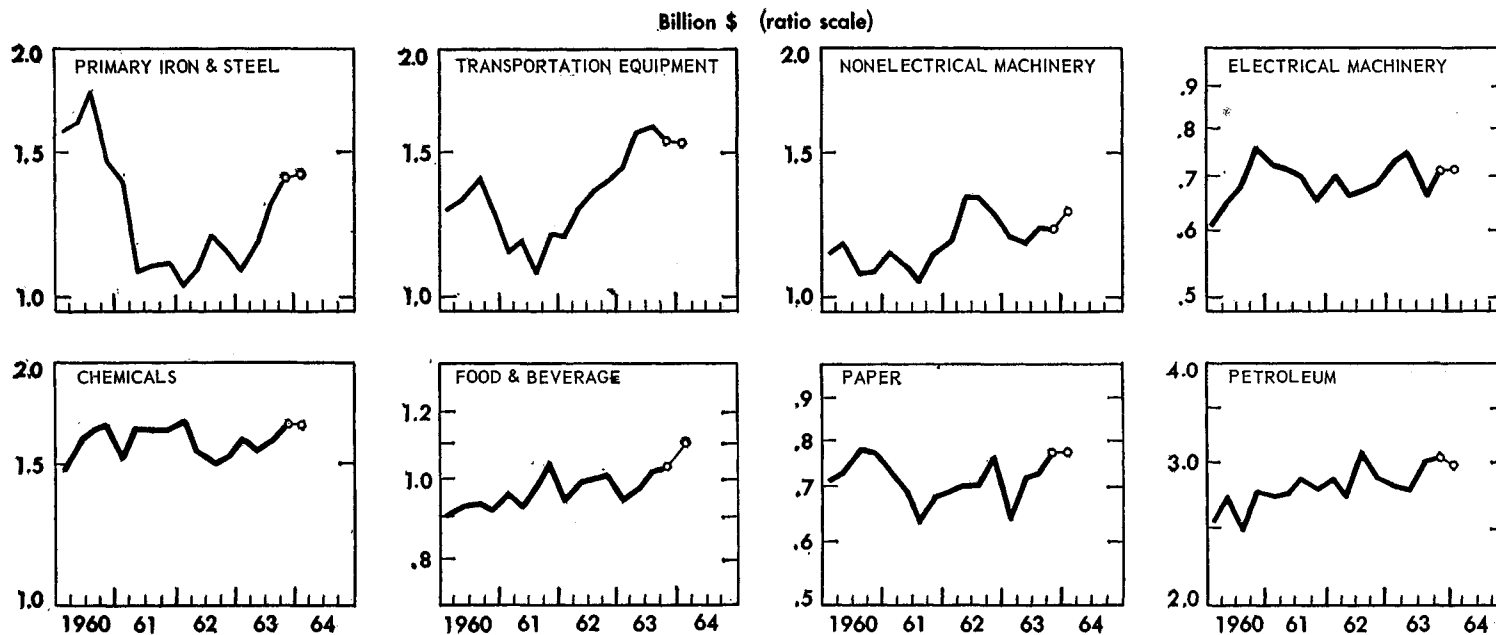 Billion $ (ratio scale)
PRIMARY IRON & STEEL
2.0
1.5
1.0
TRANSPORTATION EQUIPMENT
2.0
1.5
1.0
NONELECTRICAL MACHINERY
2.0
1.5
1.0
ELECTRICAL MACHINERY
.9
.8
.7
.6
.5
CHEMICALS
2.0
1.5
1.0
1960 61 62 63 64
FOOD & BEVERAGE
1.2
1.0
.8
1960 61 62 63 64
PAPER
.9
.8
.7
.6
.5
1960 61 62 63 64
PETROLEUM
4.0
3.0
2.0
1960 61 62 63 64